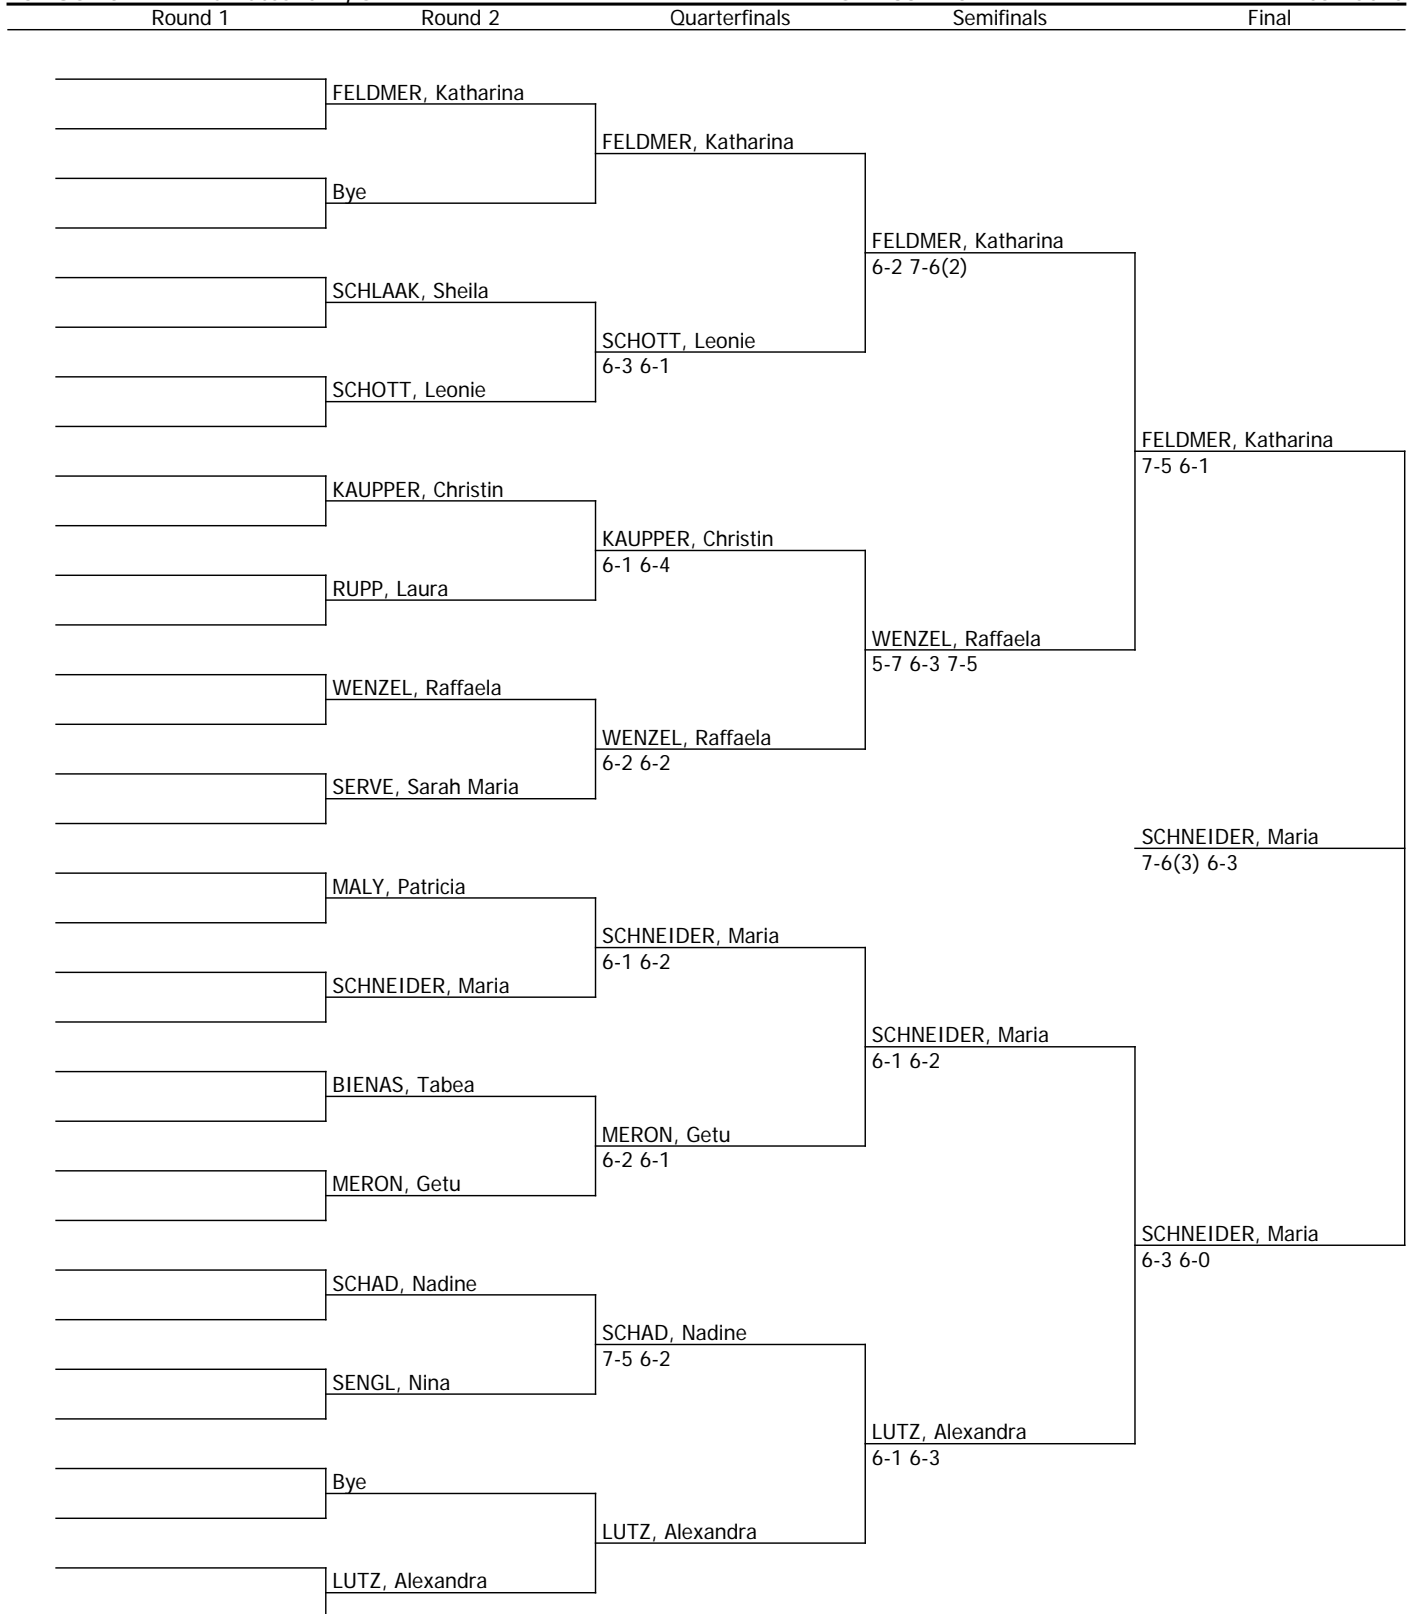 Round 1 Round 2 Quarterfinals Semifinals Final
FELDMER, Katharina
FELDMER, Katharina
Bye
FELDMER, Katharina
6-2 7-6(2)
SCHLAAK, Sheila
SCHOTT, Leonie
6-3 6-1
SCHOTT, Leonie
FELDMER, Katharina
7-5 6-1
KAUPPER, Christin
KAUPPER, Christin
6-1 6-4
RUPP, Laura
WENZEL, Raffaela
5-7 6-3 7-5
WENZEL, Raffaela
WENZEL, Raffaela
6-2 6-2
SERVE, Sarah Maria
SCHNEIDER, Maria
7-6(3) 6-3
MALY, Patricia
SCHNEIDER, Maria
6-1 6-2
SCHNEIDER, Maria
SCHNEIDER, Maria
6-1 6-2
BIENAS, Tabea
MERON, Getu
6-2 6-1
MERON, Getu
SCHNEIDER, Maria
6-3 6-0
SCHAD, Nadine
SCHAD, Nadine
7-5 6-2
SENGL, Nina
LUTZ, Alexandra
6-1 6-3
Bye
LUTZ, Alexandra
LUTZ, Alexandra